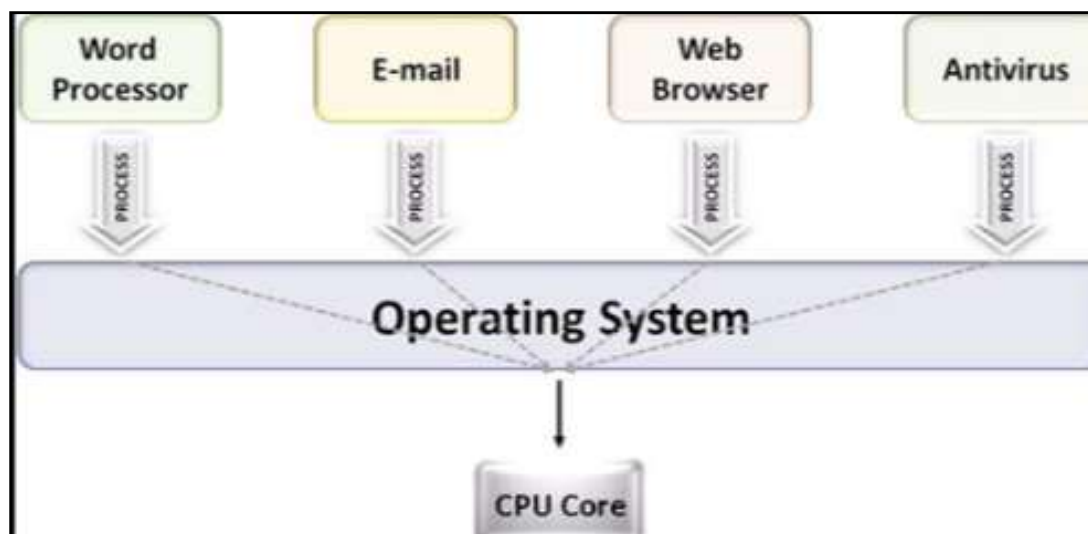 Word
Processor
E-mail
Web
Browser
Antivirus
PROCESS
PROCESS
PROCESS
PROCESS
Operating System
CPU Core